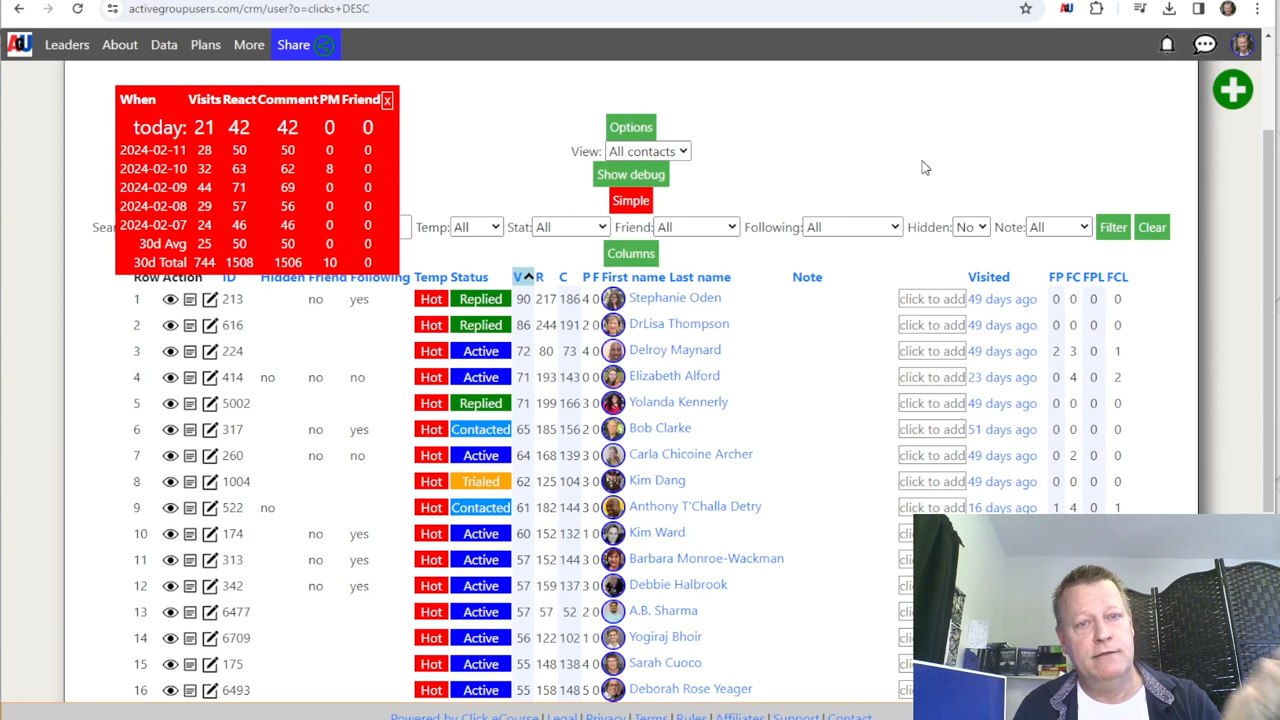 activegroupusers.com/crm/user?o=clicks+DESC
AGU Leaders About Data Plans More Share
When Visits React Comment PM Friend x
today: 21 42 42 0 0
2024-02-11 28 50 50 0 0
2024-02-10 32 63 62 8 0
2024-02-09 44 71 69 0 0
2024-02-08 29 57 56 0 0
2024-02-07 24 46 46 0 0
30d Avg 25 50 50 0 0
30d Total 744 1508 1506 10 0
Options
View: All contacts
Show debug
Simple
Temp: All Stat: All Friend: All Following: All Hidden: No Note: All Filter Clear
Columns
Row Action ID Hidden Friend Following Temp Status V R C P F First name Last name Note Visited FP FC FPL FCL
1 213 no yes Hot Replied 90 217 186 4 0 Stephanie Oden click to add 49 days ago 0 0 0 0
2 616 Hot Replied 86 244 191 2 0 DrLisa Thompson click to add 49 days ago 0 0 0 0
3 224 Hot Active 72 80 73 4 0 Delroy Maynard click to add 49 days ago 2 3 0 1
4 414 no no no Hot Active 71 193 143 0 0 Elizabeth Alford click to add 23 days ago 0 4 0 2
5 5002 Hot Replied 71 199 166 3 0 Yolanda Kennerly click to add 49 days ago 0 0 0 0
6 317 no yes Hot Contacted 65 185 156 2 0 Bob Clarke click to add 51 days ago 0 0 0 0
7 260 no no Hot Active 64 168 139 3 0 Carla Chicoine Archer click to add 49 days ago 0 2 0 0
8 1004 Hot Trialed 62 125 104 3 0 Kim Dang click to add 49 days ago 0 0 0 0
9 522 no Hot Contacted 61 182 144 3 0 Anthony T'Challa Detry click to add 16 days ago 1 4 0 1
10 174 no yes Hot Active 60 152 132 1 0 Kim Ward
11 313 no yes Hot Active 57 152 144 1 0 Barbara Monroe-Wackman
12 342 no yes Hot Active 57 159 137 3 0 Debbie Halbrook
13 6477 Hot Active 57 57 52 2 0 A.B. Sharma
14 6709 Hot Active 56 122 102 1 0 Yogiraj Bhoir
15 175 Hot Active 55 148 138 4 0 Sarah Cuoco
16 6493 Hot Active 55 158 148 5 0 Deborah Rose Yeager
Powered by Click eCourse | Legal | Privacy | Terms | Rules | Affiliates | Support | Contact